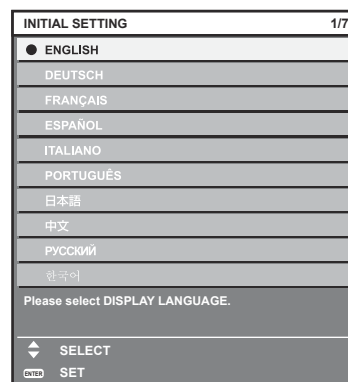 INITIAL SETTING 1/7
ENGLISH
DEUTSCH
FRANÇAIS
ESPAÑOL
ITALIANO
PORTUGUÊS
日本語
中文
РУССКИЙ
한국어
Please select DISPLAY LANGUAGE.
SELECT
ENTER SET